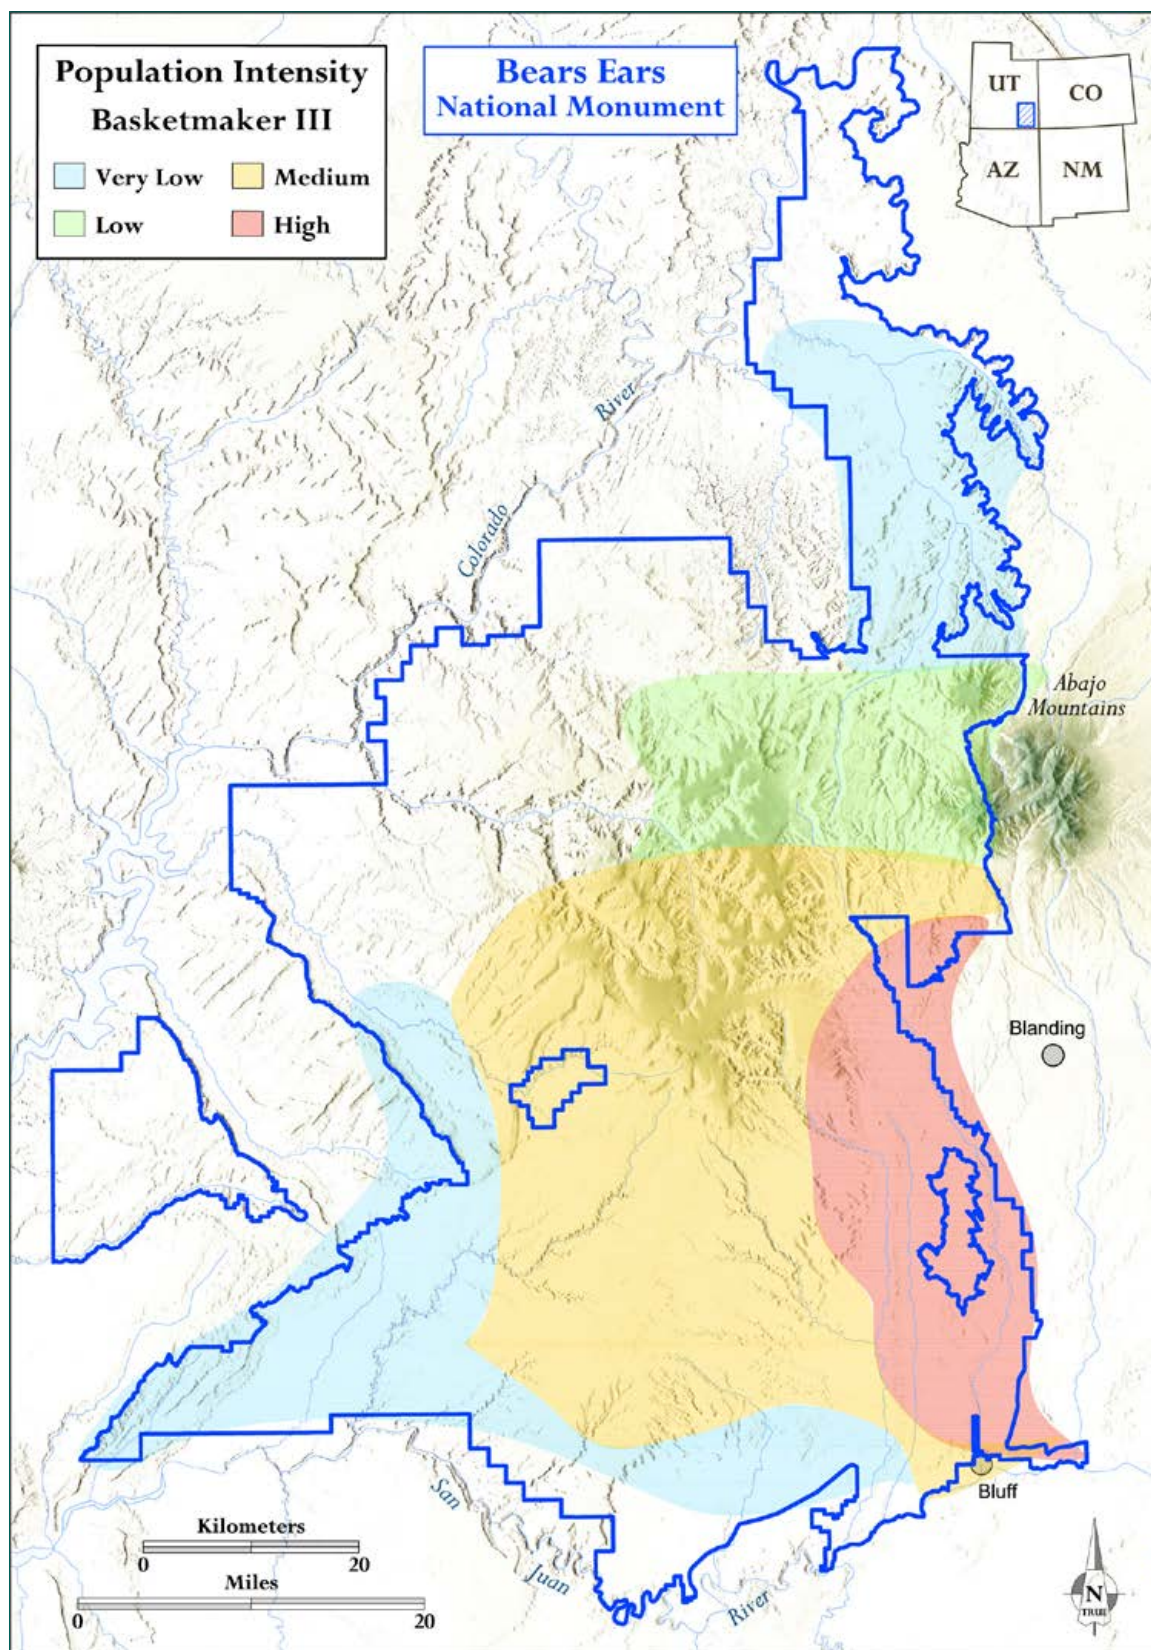 Population Intensity
Basketmaker III
Very Low
Medium
Low
High
Bears Ears
National Monument
UT
CO
AZ
NM
River
Colorado
Abajo
Mountains
Blanding
Bluff
San
Juan
River
Kilometers
0
20
Miles
0
20
N
TRUE